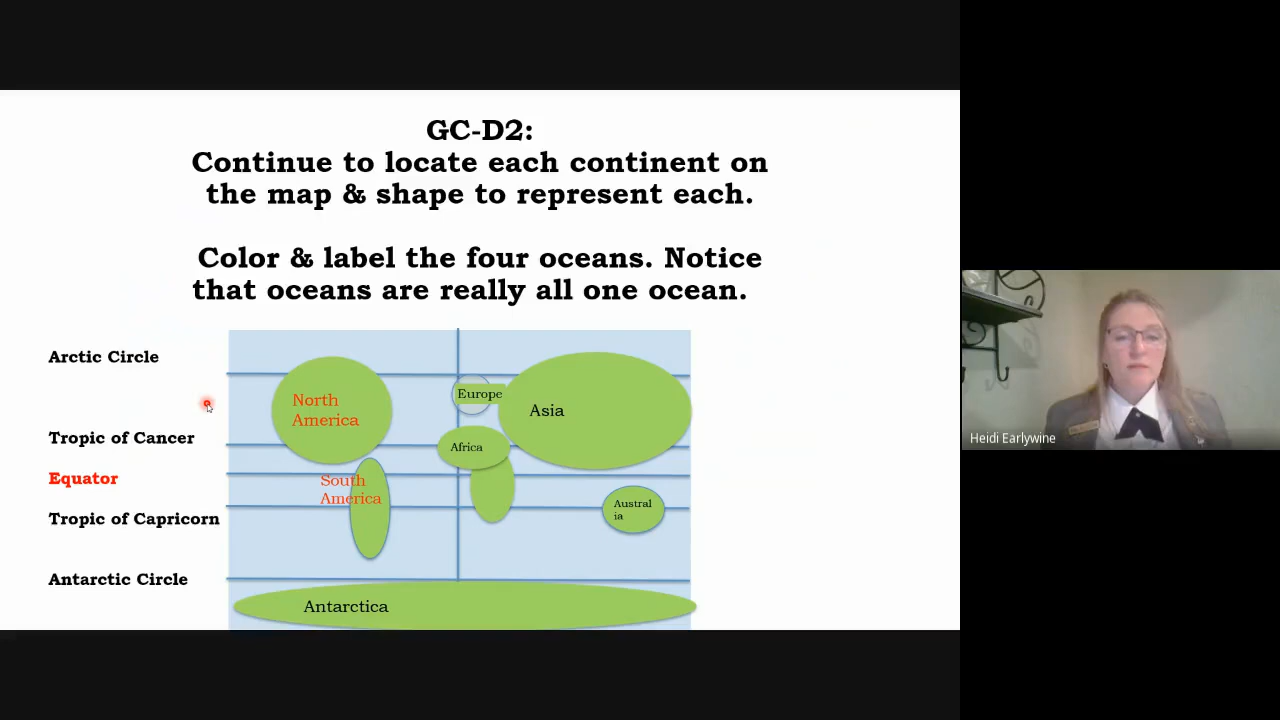 GC-D2:
Continue to locate each continent on
the map & shape to represent each.
Color & label the four oceans. Notice
that oceans are really all one ocean.
Arctic Circle
Tropic of Cancer
Equator
Tropic of Capricorn
Antarctic Circle
North
America
Europe
Asia
Africa
South
America
Austral
ia
Antarctica
Heidi Earlywine